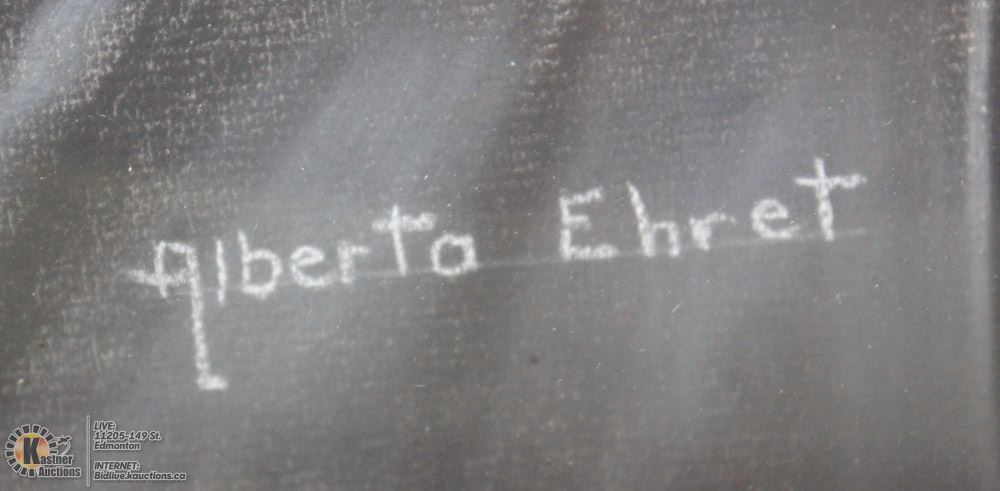 Alberta Ehret
Kastner
Auctions
LIVE:
11205-149 St.
Edmonton
INTERNET:
Bidlive.kauctions.ca